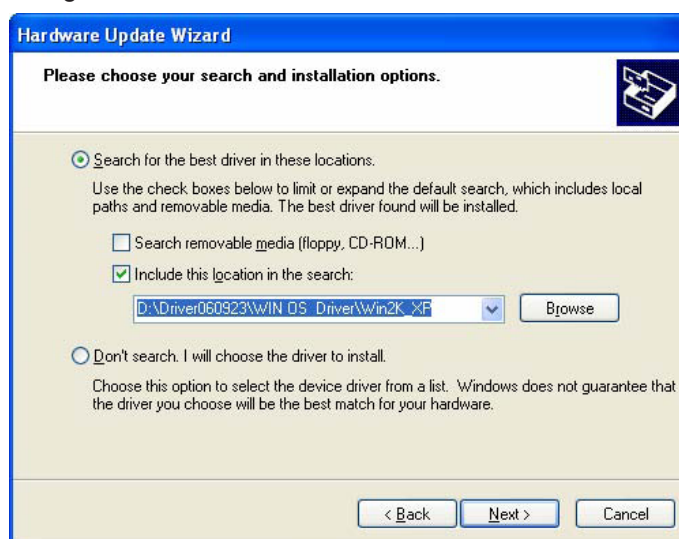 Hardware Update Wizard
Please choose your search and installation options.
Search for the best driver in these locations.
Use the check boxes below to limit or expand the default search, which includes local
paths and removable media. The best driver found will be installed.
Search removable media (floppy, CD-ROM...)
Include this location in the search:
D:\Driver060923\WIN OS_Driver\Win2K_XP
Browse
Don't search. I will choose the driver to install.
Choose this option to select the device driver from a list. Windows does not guarantee that
the driver you choose will be the best match for your hardware.
< Back Next > Cancel